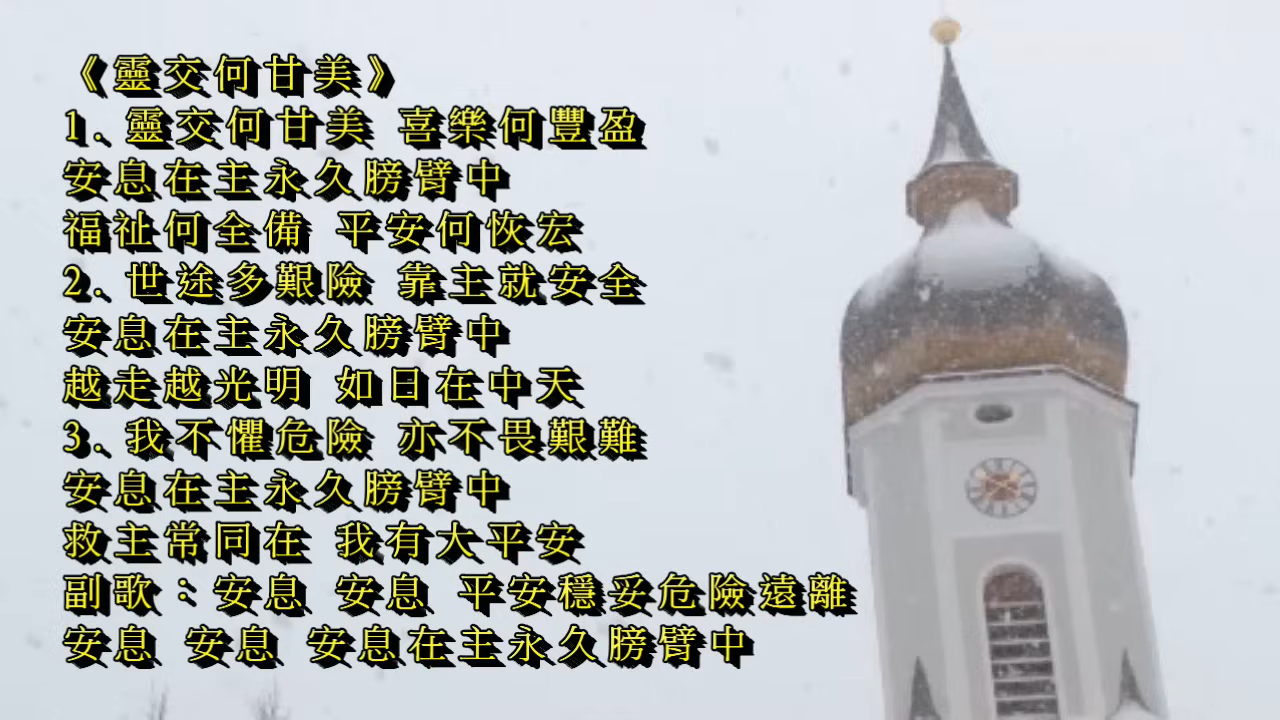 《靈交何甘美》
1. 靈交何甘美 喜樂何豐盈
安息在主永久膀臂中
福祉何全備 平安何恢宏
2. 世途多艱險 靠主就安全
安息在主永久膀臂中
越走越光明 如日在中天
3. 我不懼危險 亦不畏艱難
安息在主永久膀臂中
救主常同在 我有大平安
副歌：安息 安息 平安穩妥危險遠離
安息 安息 安息在主永久膀臂中